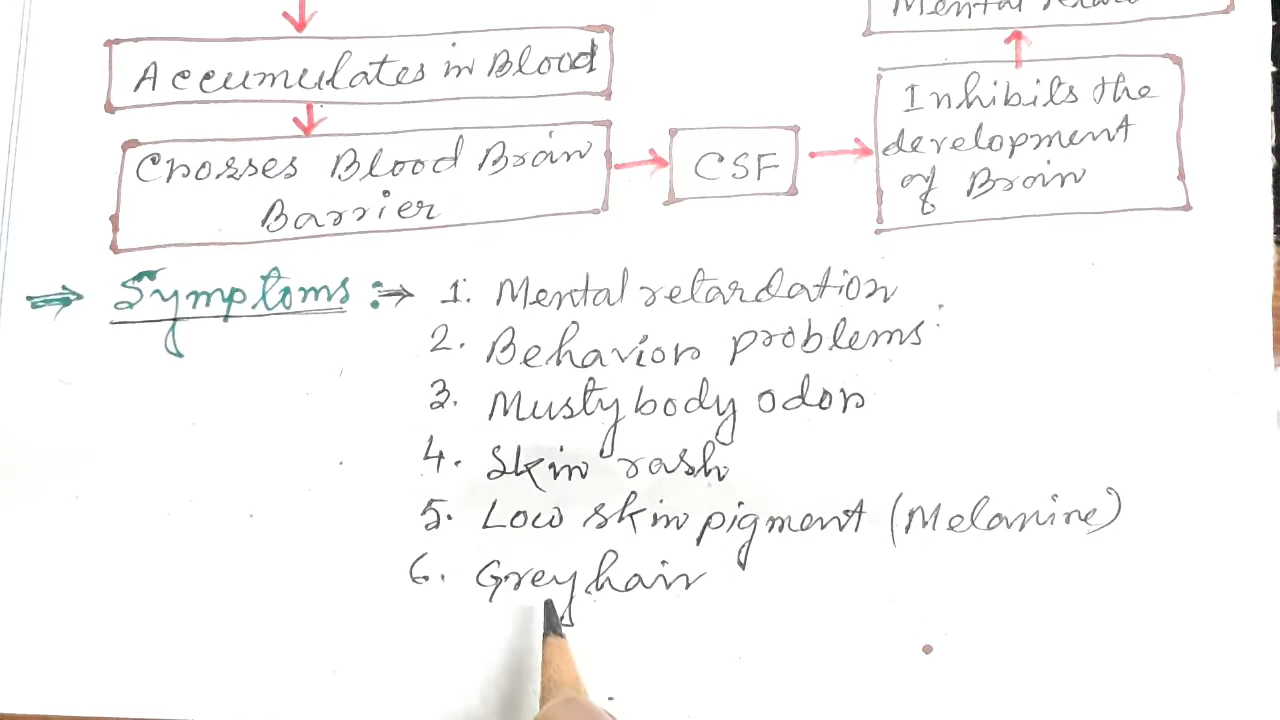 Mental
Accumulates in Blood
Crosses Blood Brain
Barrier
CSF
Inhibits the
development
of Brain
⇒ Symptoms :→ 1. Mental retardation
2. Behavior problems
3. Musty body odor
4. Skin rash
5. Low skin pigment (Melanine)
6. Grey hair